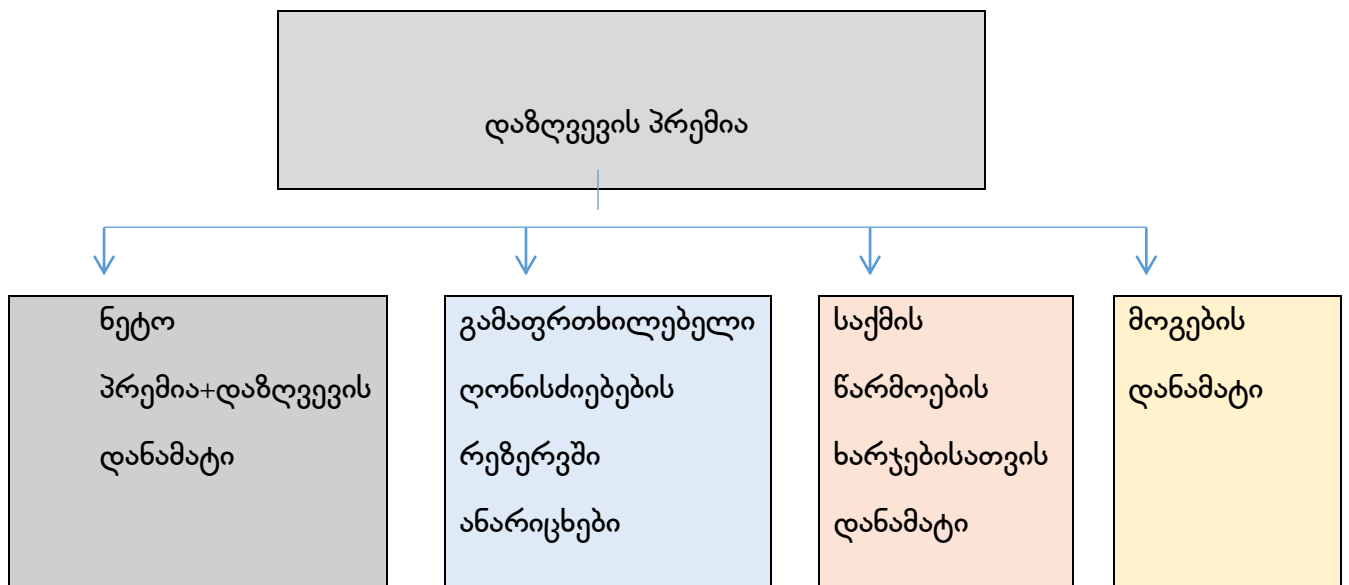 დაზღვევის პრემია
ნეტო
პრემია+დაზღვევის
დანამატი
გამაფრთხილებელი
ღონისძიებების
რეზერვში
ანარიცხები
საქმის
წარმოების
ხარჯებისათვის
დანამატი
მოგების
დანამატი